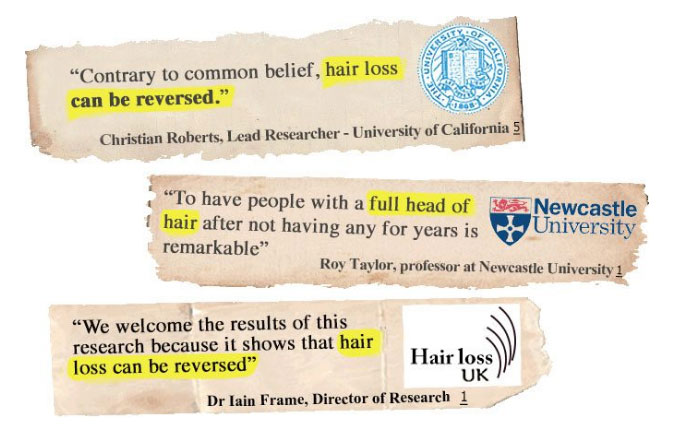 “Contrary to common belief, hair loss
can be reversed.”
THE UNIVERSITY OF CALIFORNIA
1868
Christian Roberts, Lead Researcher - University of California 5
“To have people with a full head of
hair after not having any for years is
remarkable”
Newcastle
University
Roy Taylor, professor at Newcastle University 1
“We welcome the results of this
research because it shows that hair
loss can be reversed”
Hair loss
UK
Dr Iain Frame, Director of Research 1